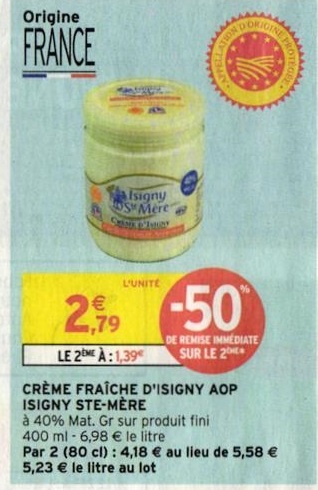 Origine
FRANCE
APPELLATION D'ORIGINE PROTÉGÉE
Isigny
Ste Mère
CRÈME D'ISIGNY
L'UNITÉ
2€,79
LE 2ÈME À : 1,39€
-50%
DE REMISE IMMÉDIATE
SUR LE 2ÈME
CRÈME FRAÎCHE D'ISIGNY AOP
ISIGNY STE-MÈRE
à 40% Mat. Gr sur produit fini
400 ml - 6,98 € le litre
Par 2 (80 cl) : 4,18 € au lieu de 5,58 €
5,23 € le litre au lot